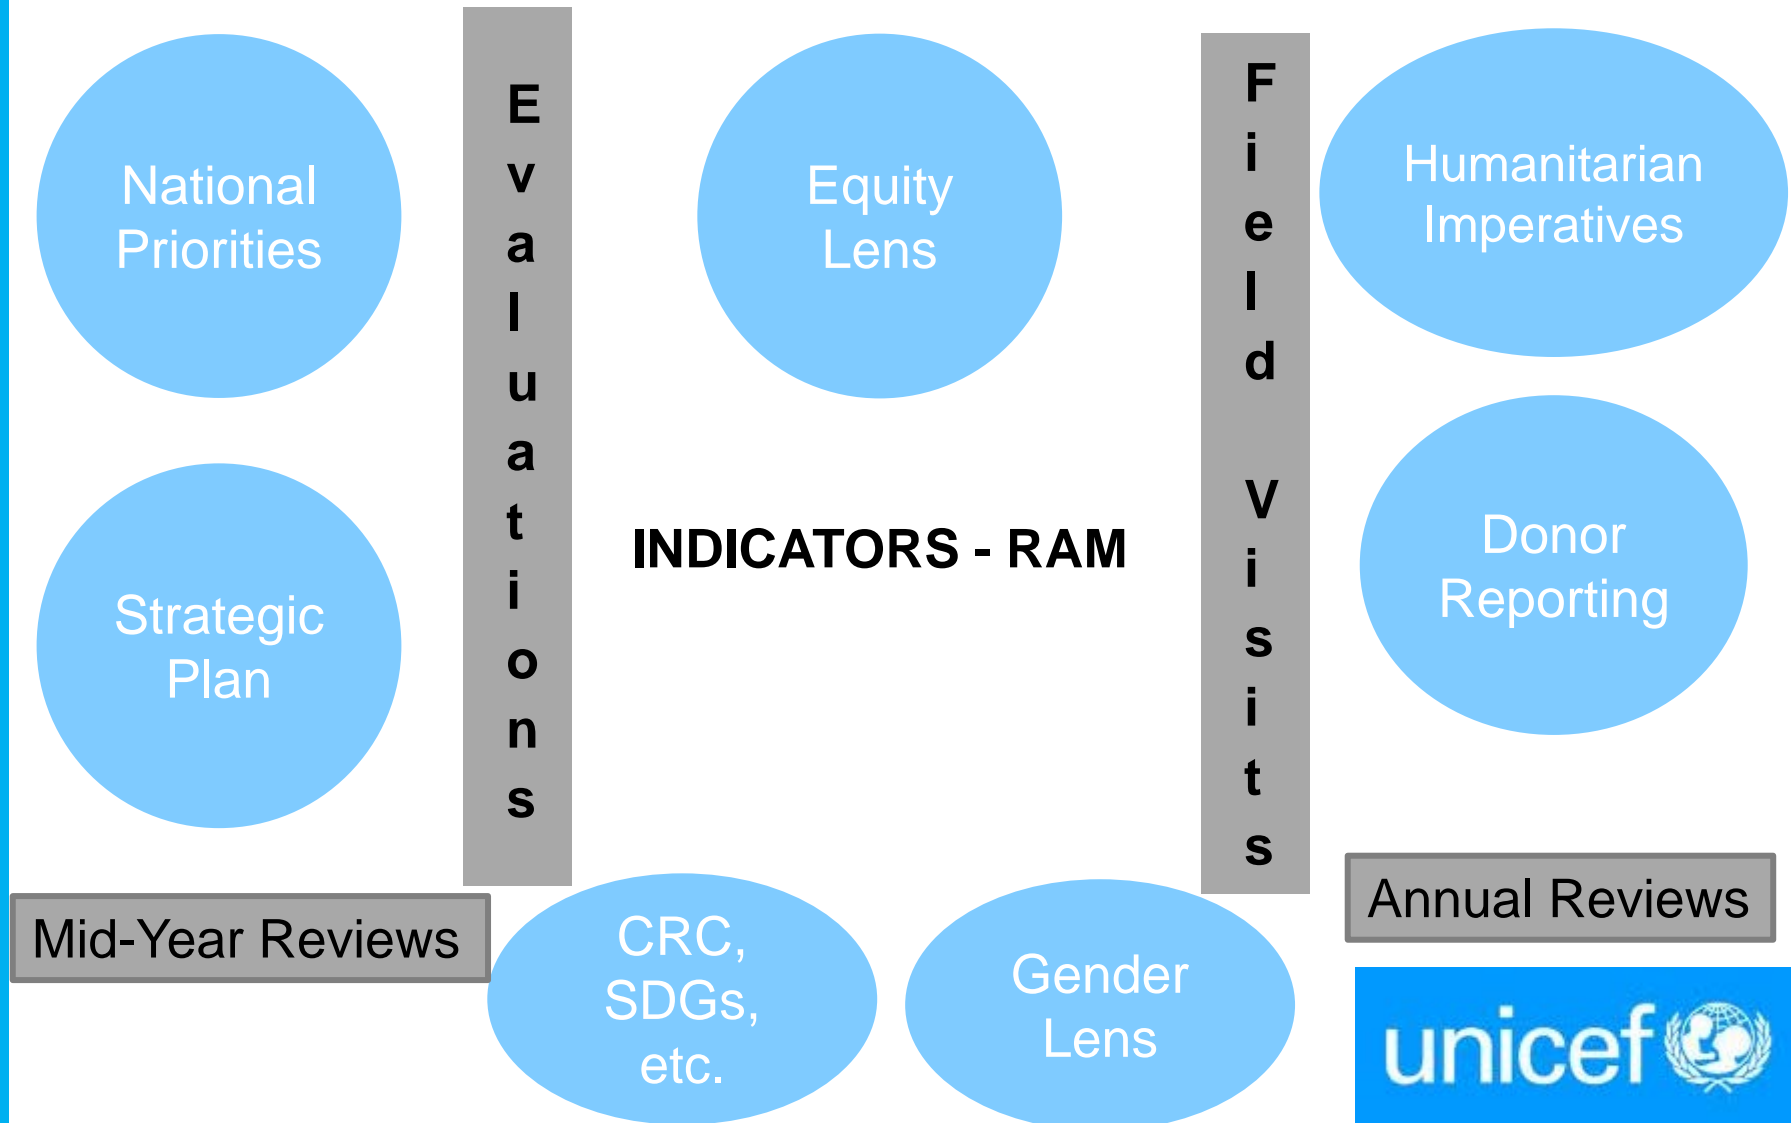 National
Priorities
Strategic
Plan
Mid-Year Reviews
Evaluations
Equity
Lens
INDICATORS - RAM
CRC,
SDGs,
etc.
Gender
Lens
Field Visits
Humanitarian
Imperatives
Donor
Reporting
Annual Reviews
unicef